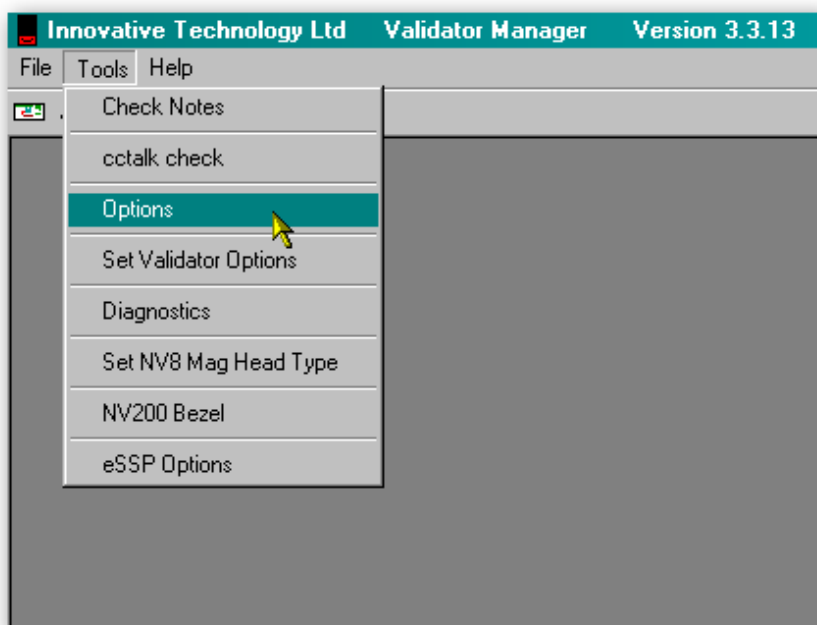 Innovative Technology Ltd Validator Manager Version 3.3.13
File Tools Help
Check Notes
cctalk check
Options
Set Validator Options
Diagnostics
Set NV8 Mag Head Type
NV200 Bezel
eSSP Options